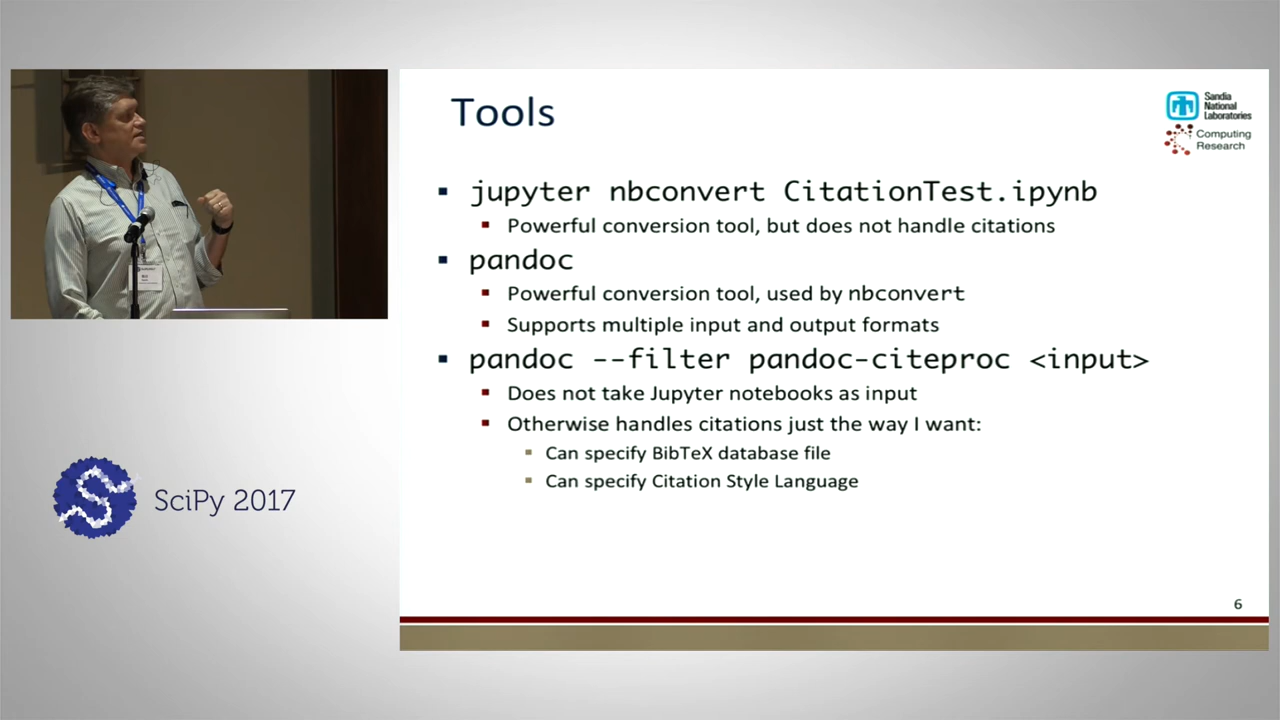 Tools
Sandia
National
Laboratories
Computing
Research
jupyter nbconvert CitationTest.ipynb
Powerful conversion tool, but does not handle citations
pandoc
Powerful conversion tool, used by nbconvert
Supports multiple input and output formats
pandoc --filter pandoc-citeproc <input>
Does not take Jupyter notebooks as input
Otherwise handles citations just the way I want:
Can specify BibTeX database file
Can specify Citation Style Language
6
SciPy 2017